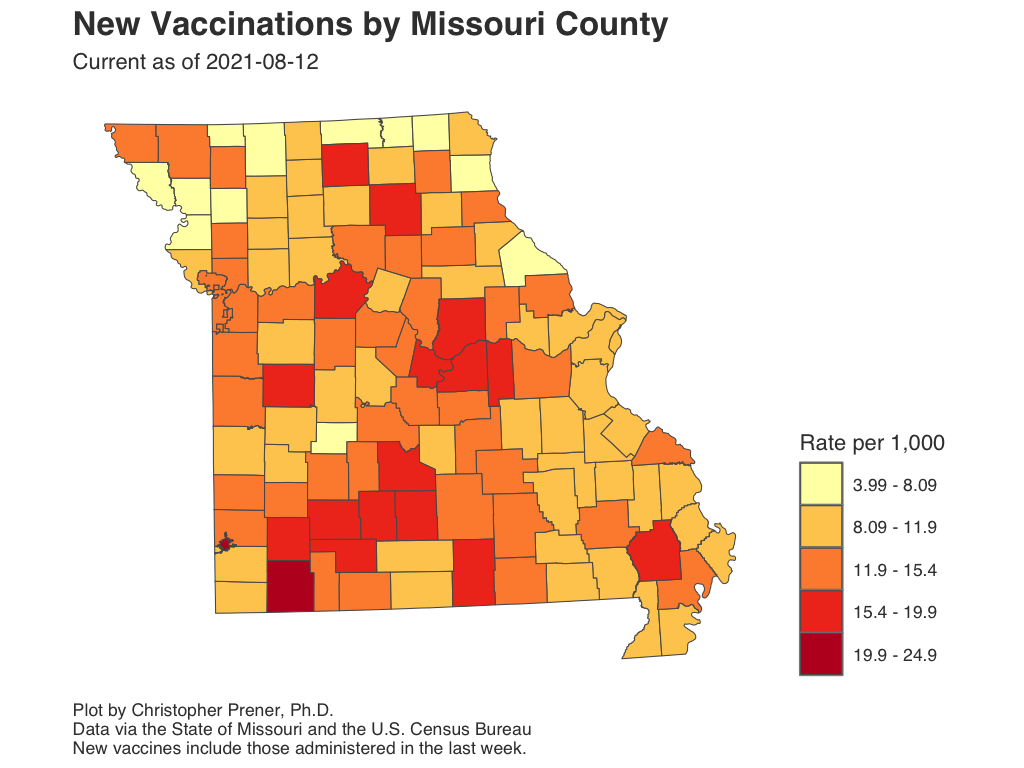 New Vaccinations by Missouri County
Current as of 2021-08-12
Rate per 1,000
3.99 - 8.09
8.09 - 11.9
11.9 - 15.4
15.4 - 19.9
19.9 - 24.9
Plot by Christopher Prener, Ph.D.
Data via the State of Missouri and the U.S. Census Bureau
New vaccines include those administered in the last week.